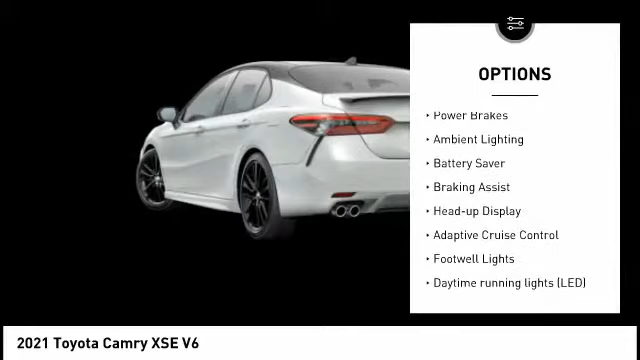 OPTIONS
• Power Brakes
• Ambient Lighting
• Battery Saver
• Braking Assist
• Head-up Display
• Adaptive Cruise Control
• Footwell Lights
• Daytime running lights (LED)
2021 Toyota Camry XSE V6